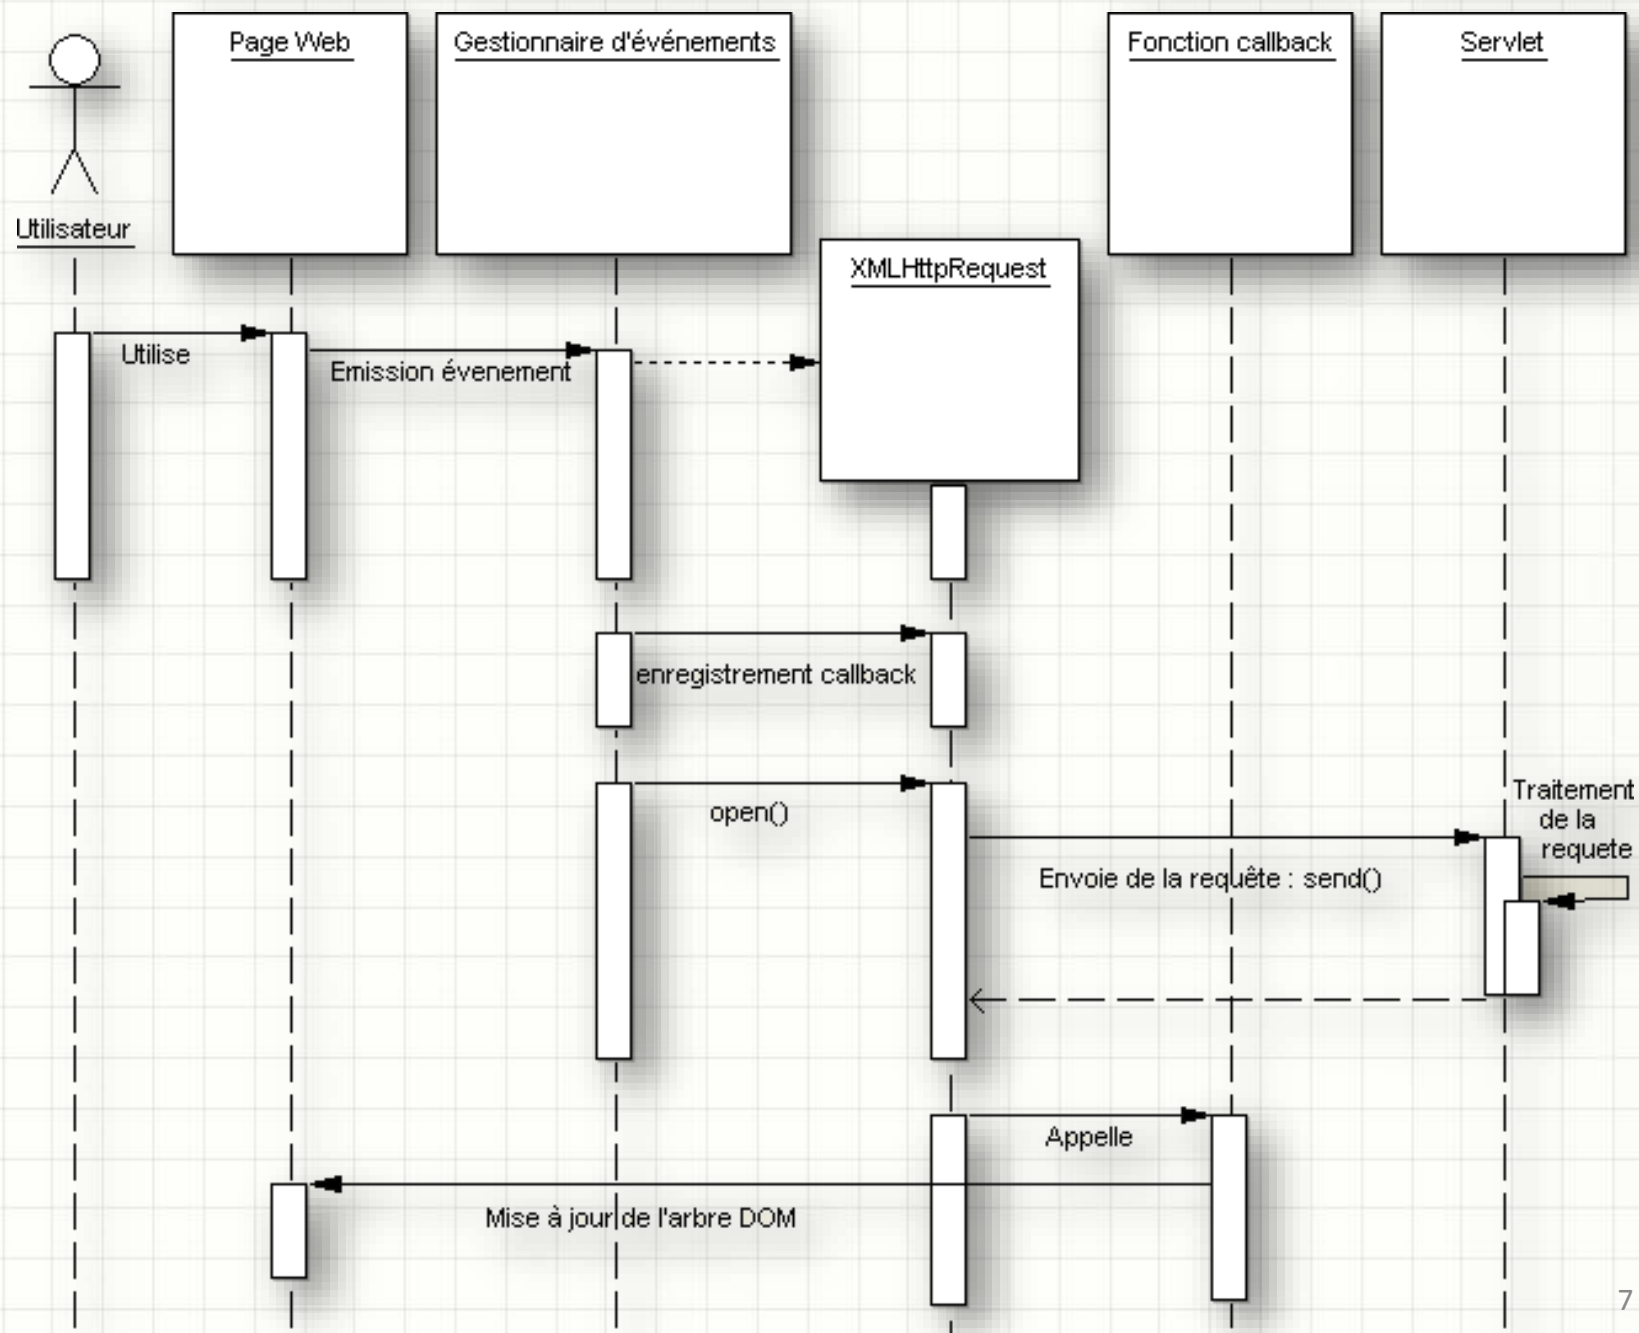 Page Web
Gestionnaire d'événements
Fonction callback
Servlet
Utilisateur
XMLHttpRequest
Utilise
Emission évenement
enregistrement callback
open()
Traitement
de la
requete
Envoie de la requête : send()
Appelle
Mise à jour de l'arbre DOM
7